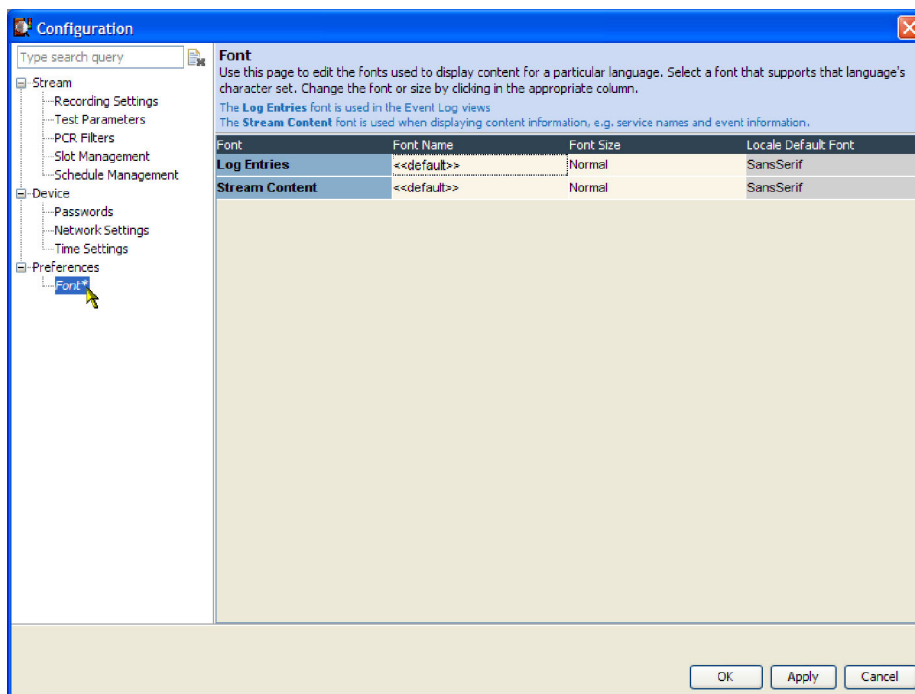 Configuration
Type search query
Stream
Recording Settings
Test Parameters
PCR Filters
Slot Management
Schedule Management
Device
Passwords
Network Settings
Time Settings
Preferences
Font*
Font
Use this page to edit the fonts used to display content for a particular language. Select a font that supports that language's
character set. Change the font or size by clicking in the appropriate column.
The Log Entries font is used in the Event Log views
The Stream Content font is used when displaying content information, e.g. service names and event information.
Font Font Name Font Size Locale Default Font
Log Entries <<default>> Normal SansSerif
Stream Content <<default>> Normal SansSerif
OK Apply Cancel